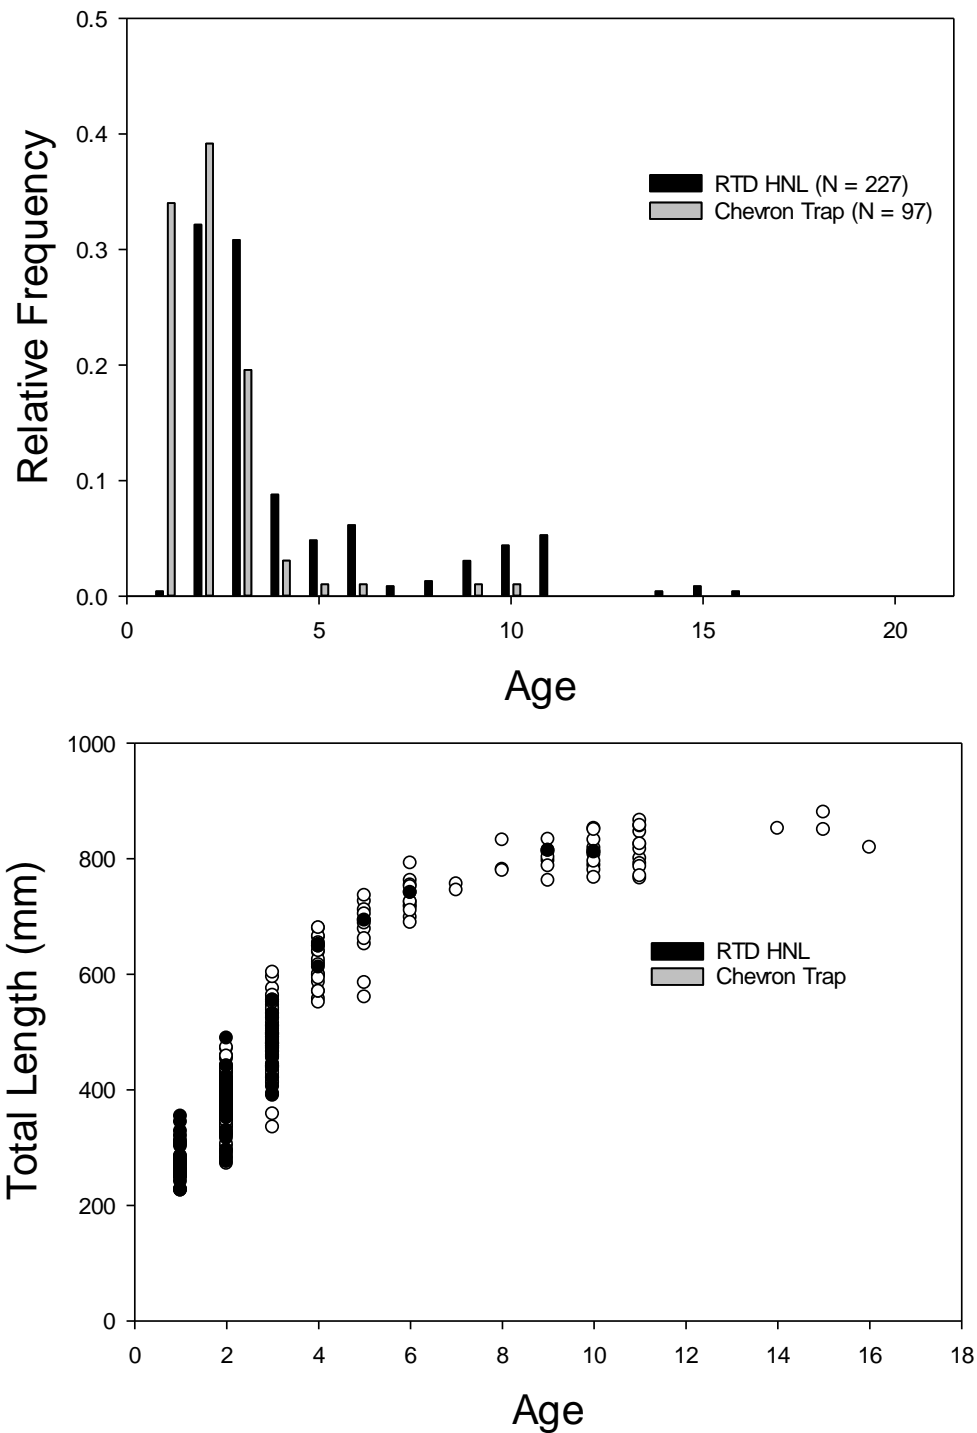 0.5
0.4
0.3
0.2
0.1
0.0
Relative Frequency
RTD HNL (N = 227)
Chevron Trap (N = 97)
0 5 10 15 20
Age
1000
800
600
400
200
0
Total Length (mm)
RTD HNL
Chevron Trap
0 2 4 6 8 10 12 14 16 18
Age